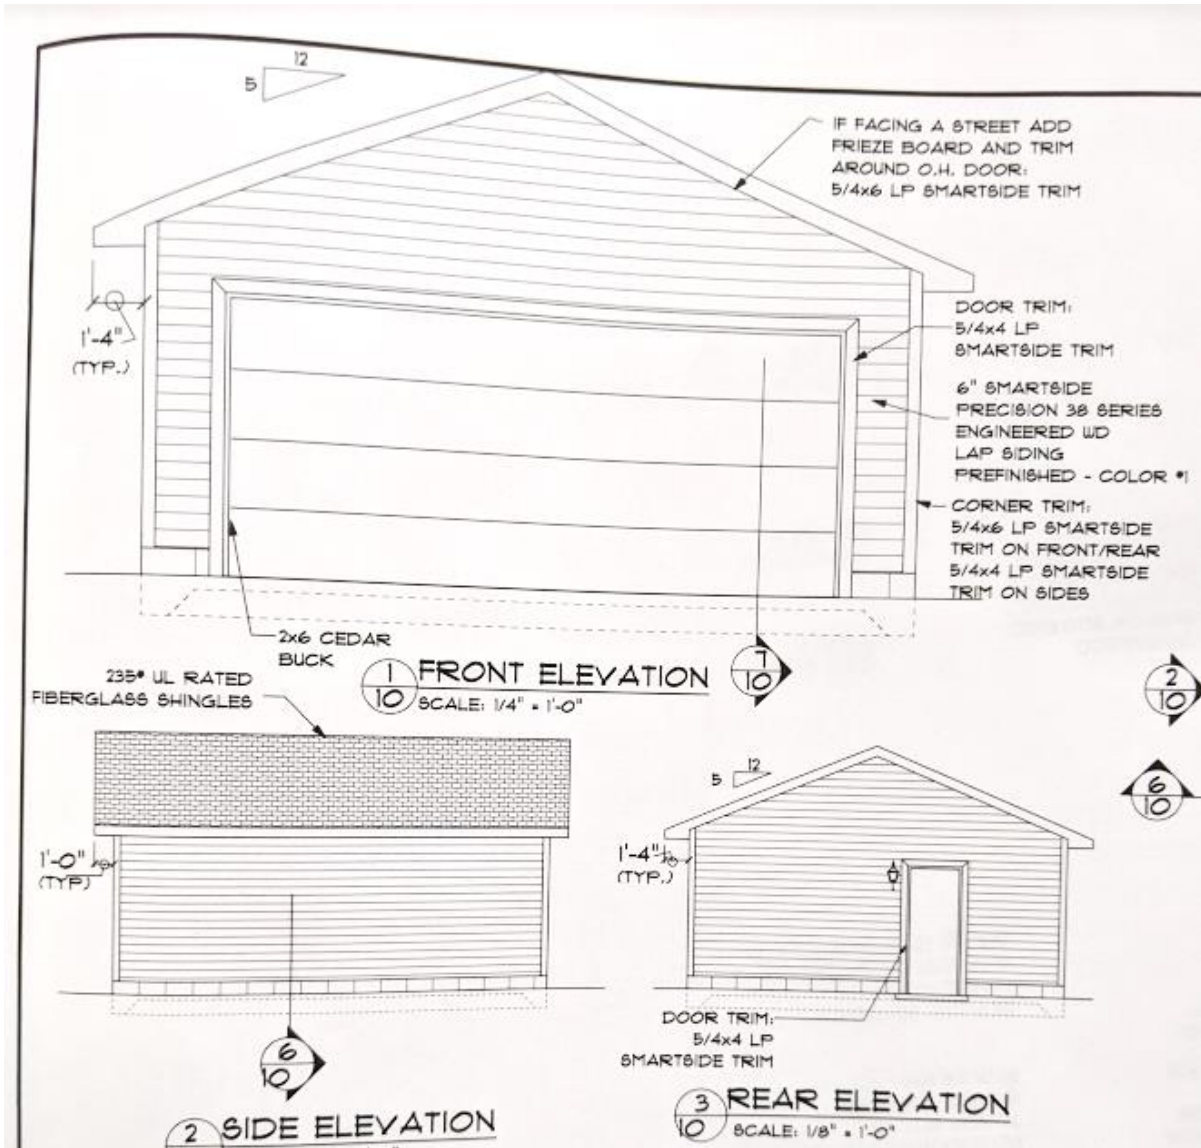 12
5
IF FACING A STREET ADD
FRIEZE BOARD AND TRIM
AROUND O.H. DOOR:
5/4x6 LP SMARTSIDE TRIM
1'-4"
(TYP.)
DOOR TRIM:
5/4x4 LP
SMARTSIDE TRIM
6" SMARTSIDE
PRECISION 38 SERIES
ENGINEERED WD
LAP SIDING
PREFINISHED - COLOR #1
CORNER TRIM:
5/4x6 LP SMARTSIDE
TRIM ON FRONT/REAR
5/4x4 LP SMARTSIDE
TRIM ON SIDES
2x6 CEDAR
BUCK
1
10
FRONT ELEVATION
SCALE: 1/4" = 1'-0"
7
10
2
10
6
10
235# UL RATED
FIBERGLASS SHINGLES
1'-0"
(TYP.)
6
10
2
SIDE ELEVATION
12
5
1'-4"
(TYP.)
DOOR TRIM:
5/4x4 LP
SMARTSIDE TRIM
3
10
REAR ELEVATION
SCALE: 1/8" = 1'-0"